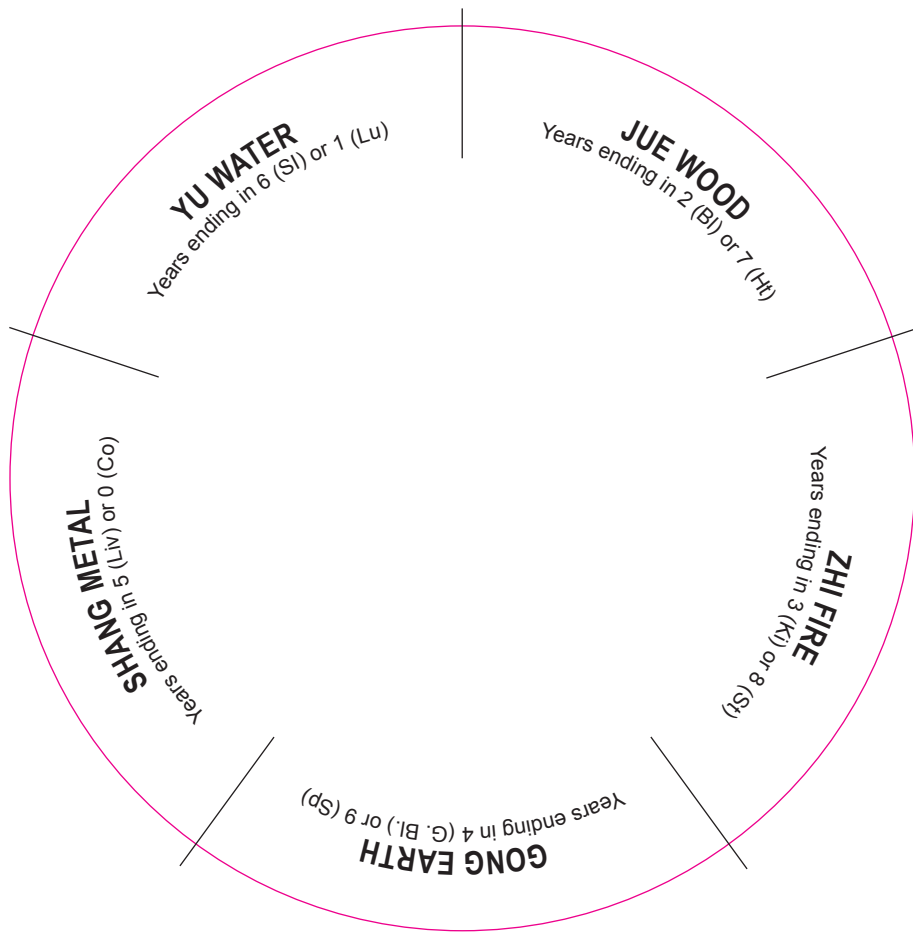 JUE WOOD
Years ending in 2 (Bl) or 7 (Ht)
ZHI FIRE
Years ending in 3 (Ki) or 8 (St)
GONG EARTH
Years ending in 4 (G. Bl.) or 9 (Sp)
SHANG METAL
Years ending in 5 (Liv) or 0 (Co)
YU WATER
Years ending in 6 (SI) or 1 (Lu)